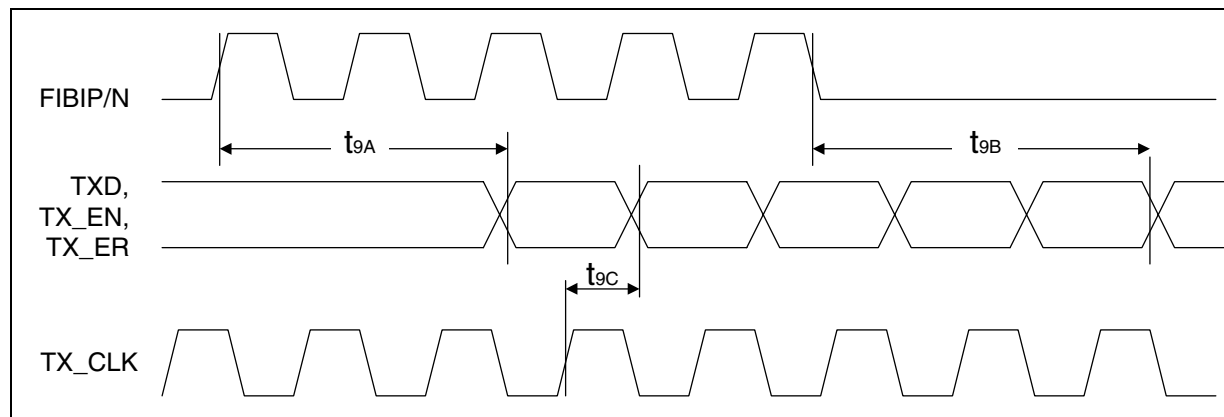 FIBIP/N
t9A
t9B
TXD,
TX_EN,
TX_ER
t9C
TX_CLK